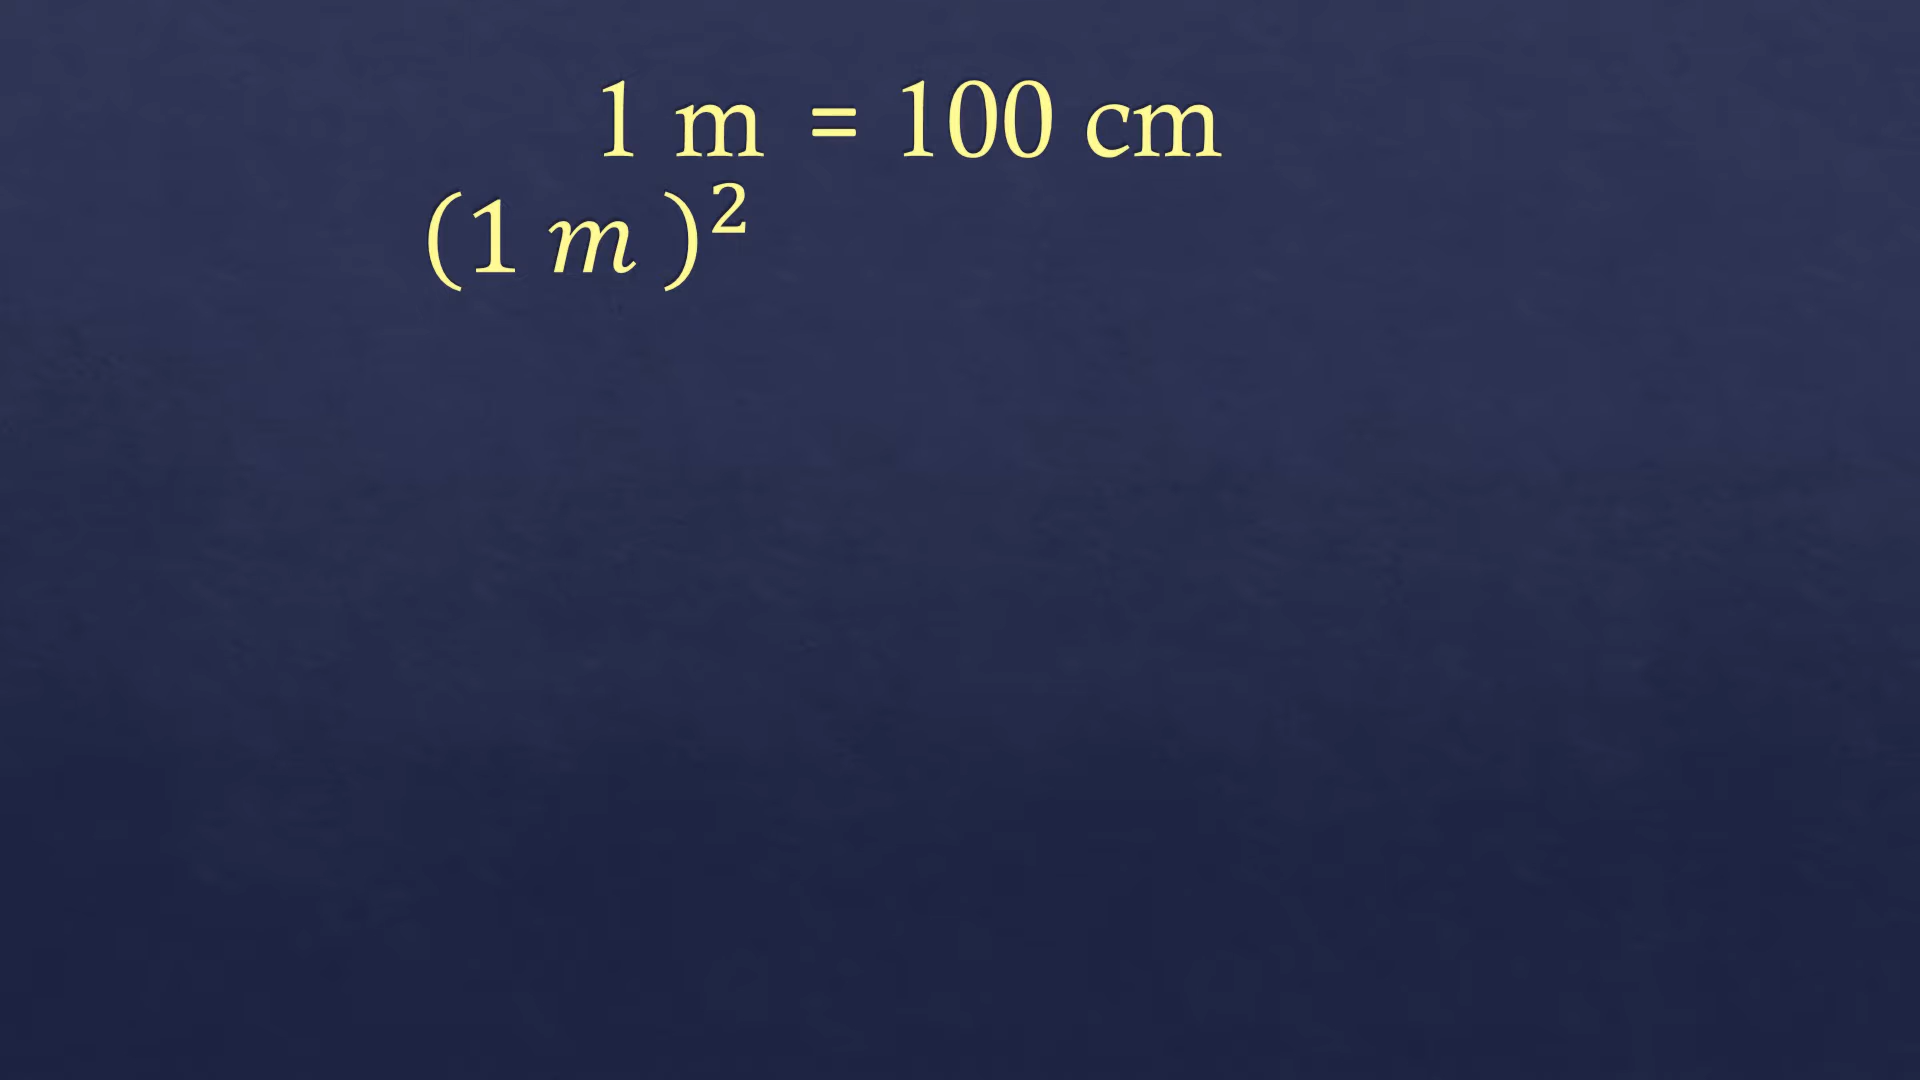 1 m = 100 cm
(1 m )²